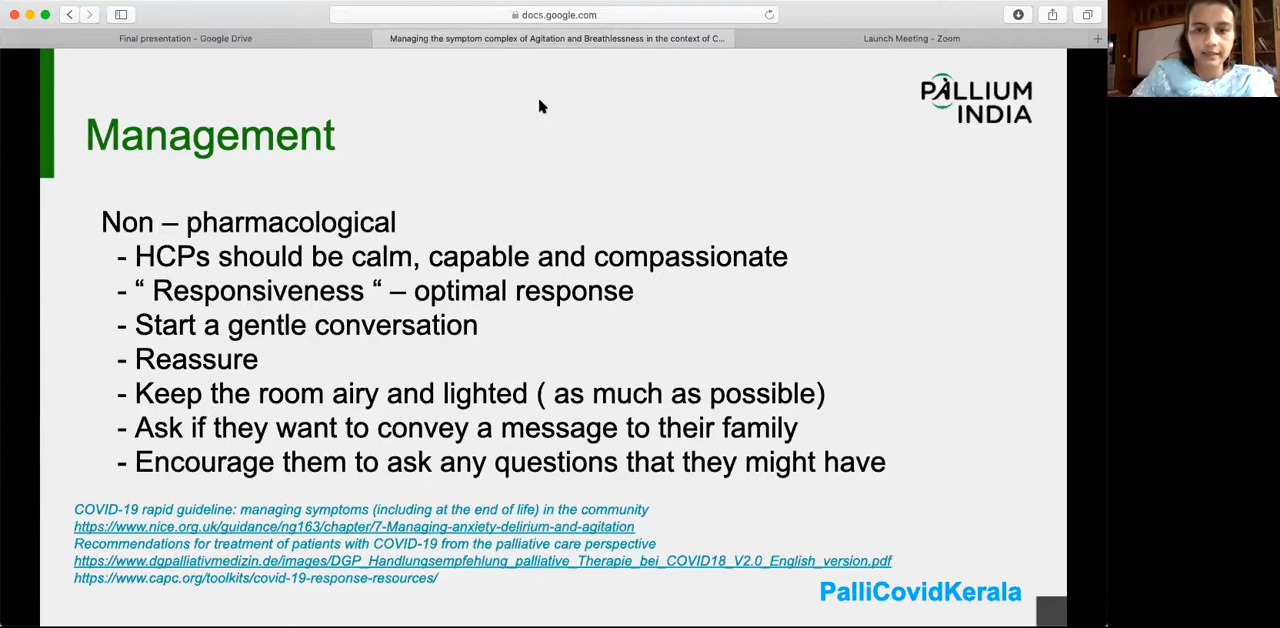 docs.google.com
Final presentation - Google Drive
Managing the symptom complex of Agitation and Breathlessness in the context of C...
Launch Meeting - Zoom
PALLIUM
INDIA
Management
Non – pharmacological
- HCPs should be calm, capable and compassionate
- “ Responsiveness “ – optimal response
- Start a gentle conversation
- Reassure
- Keep the room airy and lighted ( as much as possible)
- Ask if they want to convey a message to their family
- Encourage them to ask any questions that they might have
COVID-19 rapid guideline: managing symptoms (including at the end of life) in the community
https://www.nice.org.uk/guidance/ng163/chapter/7-Managing-anxiety-delirium-and-agitation
Recommendations for treatment of patients with COVID-19 from the palliative care perspective
https://www.dgpalliativmedizin.de/images/DGP_Handlungsempfehlung_palliative_Therapie_bei_COVID18_V2.0_English_version.pdf
https://www.capc.org/toolkits/covid-19-response-resources/
PalliCovidKerala